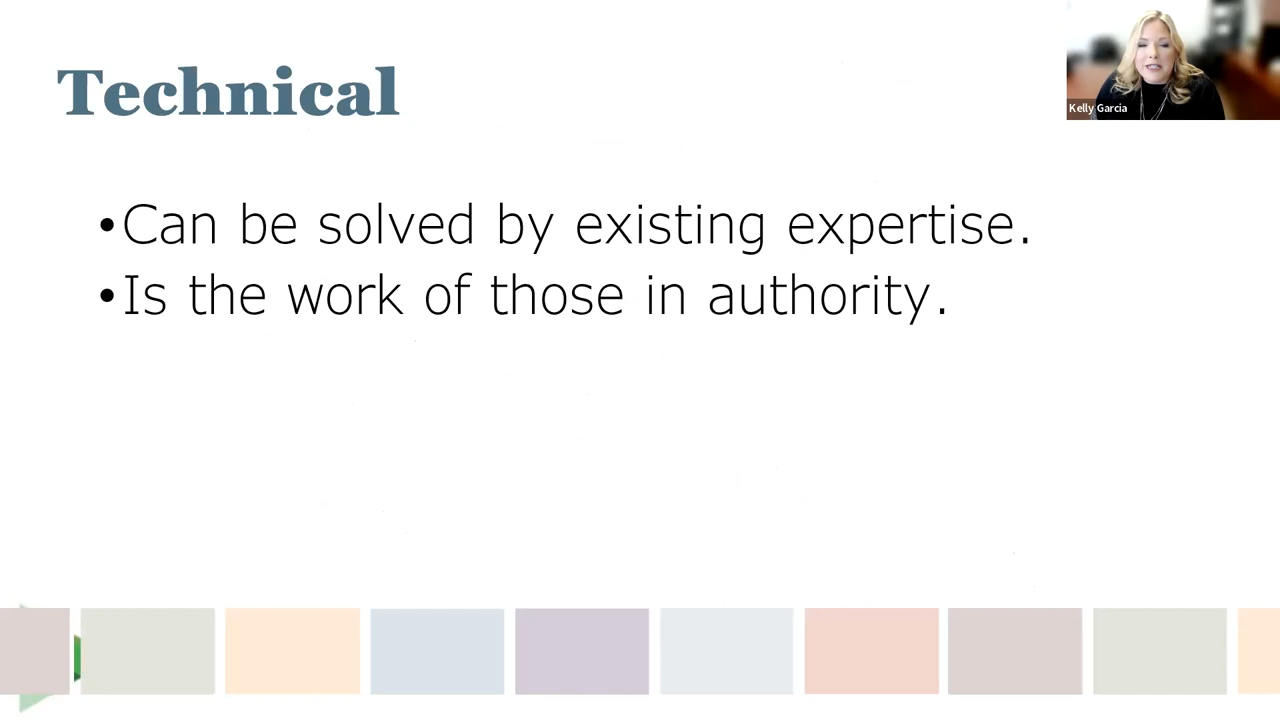 Technical
Kelly Garcia
•Can be solved by existing expertise.
•Is the work of those in authority.